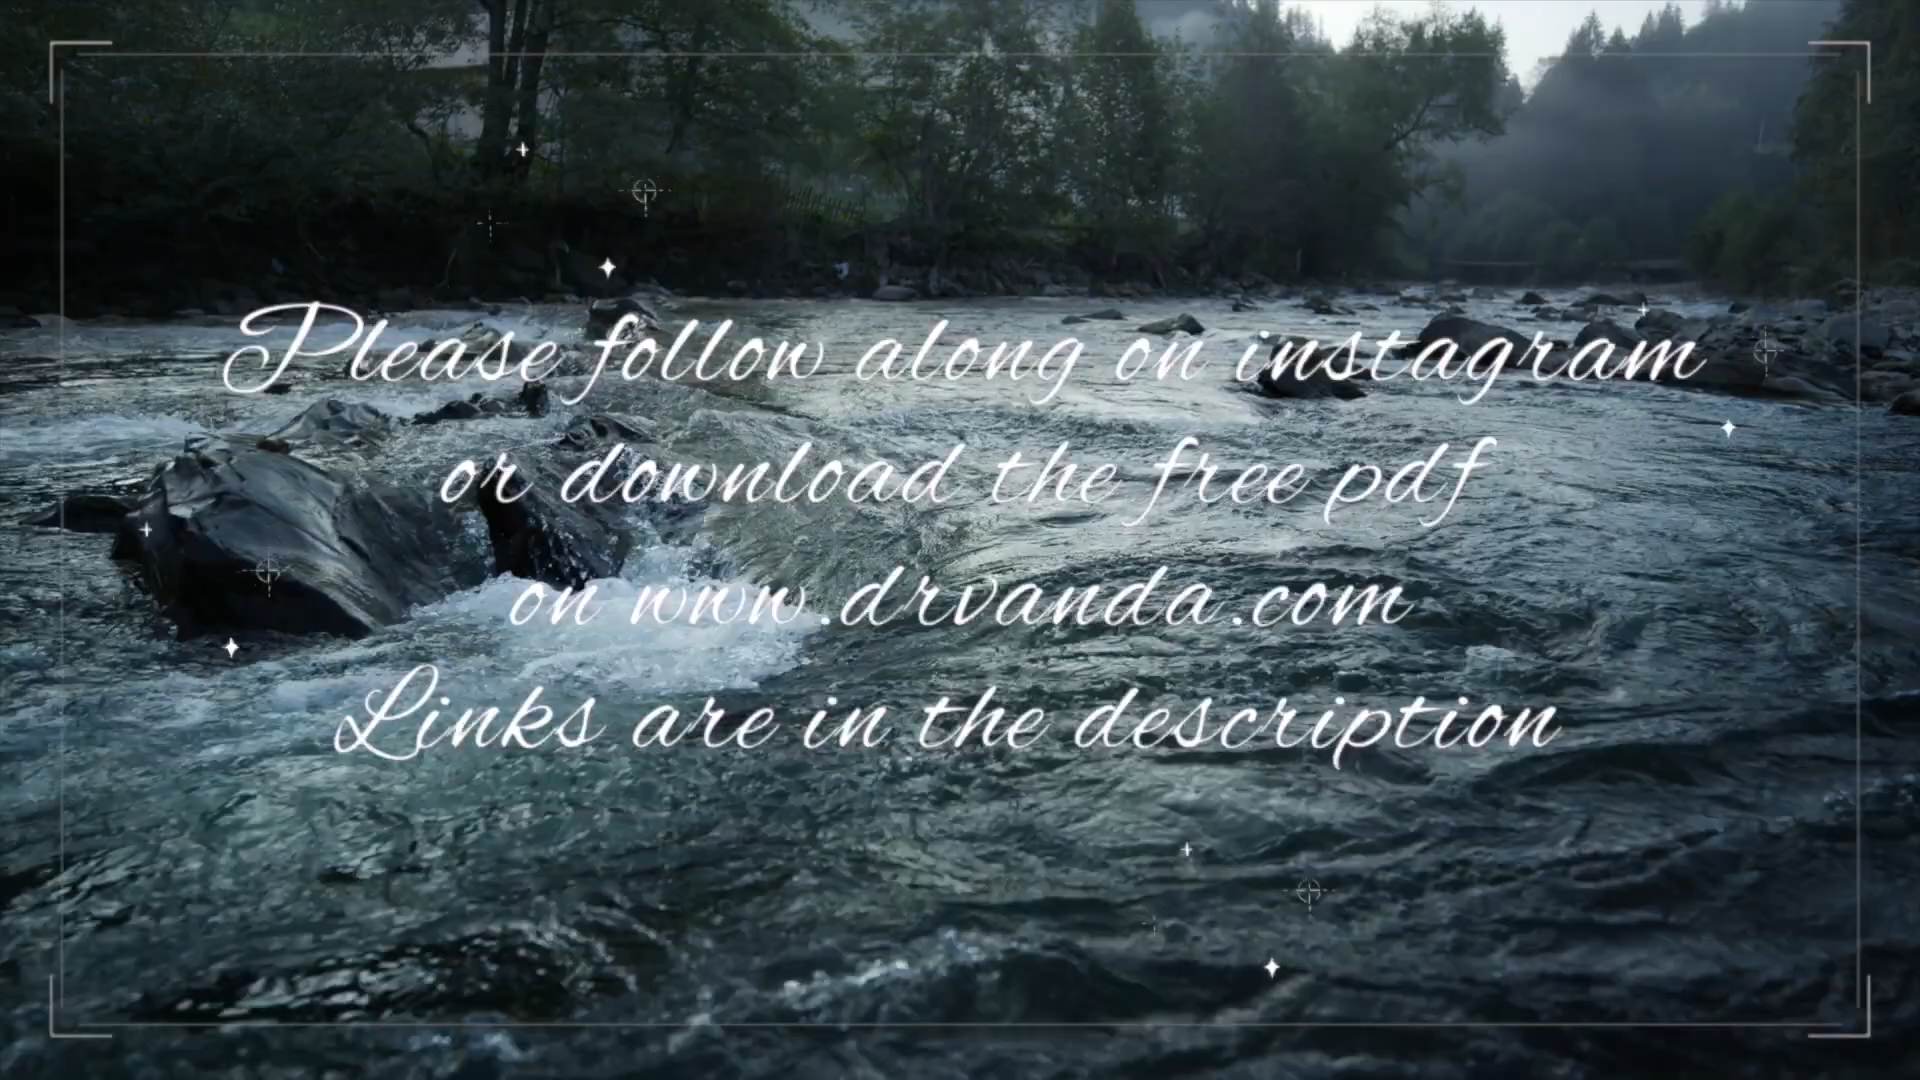 Please follow along on instagram
or download the free pdf
on www.drvanda.com
Links are in the description